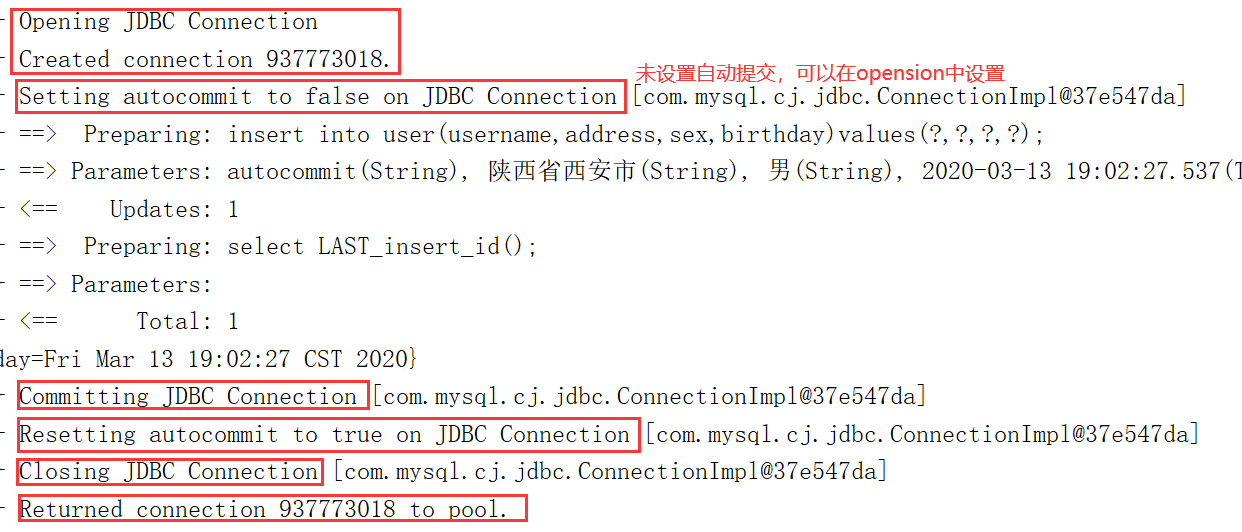 - Opening JDBC Connection
- Created connection 937773018.
未设置自动提交，可以在opension中设置
- Setting autocommit to false on JDBC Connection [com.mysql.cj.jdbc.ConnectionImpl@37e547da]
- ==>  Preparing: insert into user(username,address,sex,birthday)values(?,?,?,?);
- ==> Parameters: autocommit(String), 陕西省西安市(String), 男(String), 2020-03-13 19:02:27.537(T
- <==    Updates: 1
- ==>  Preparing: select LAST_insert_id();
- ==> Parameters:
- <==      Total: 1
day=Fri Mar 13 19:02:27 CST 2020}
- Committing JDBC Connection [com.mysql.cj.jdbc.ConnectionImpl@37e547da]
- Resetting autocommit to true on JDBC Connection [com.mysql.cj.jdbc.ConnectionImpl@37e547da]
- Closing JDBC Connection [com.mysql.cj.jdbc.ConnectionImpl@37e547da]
- Returned connection 937773018 to pool.